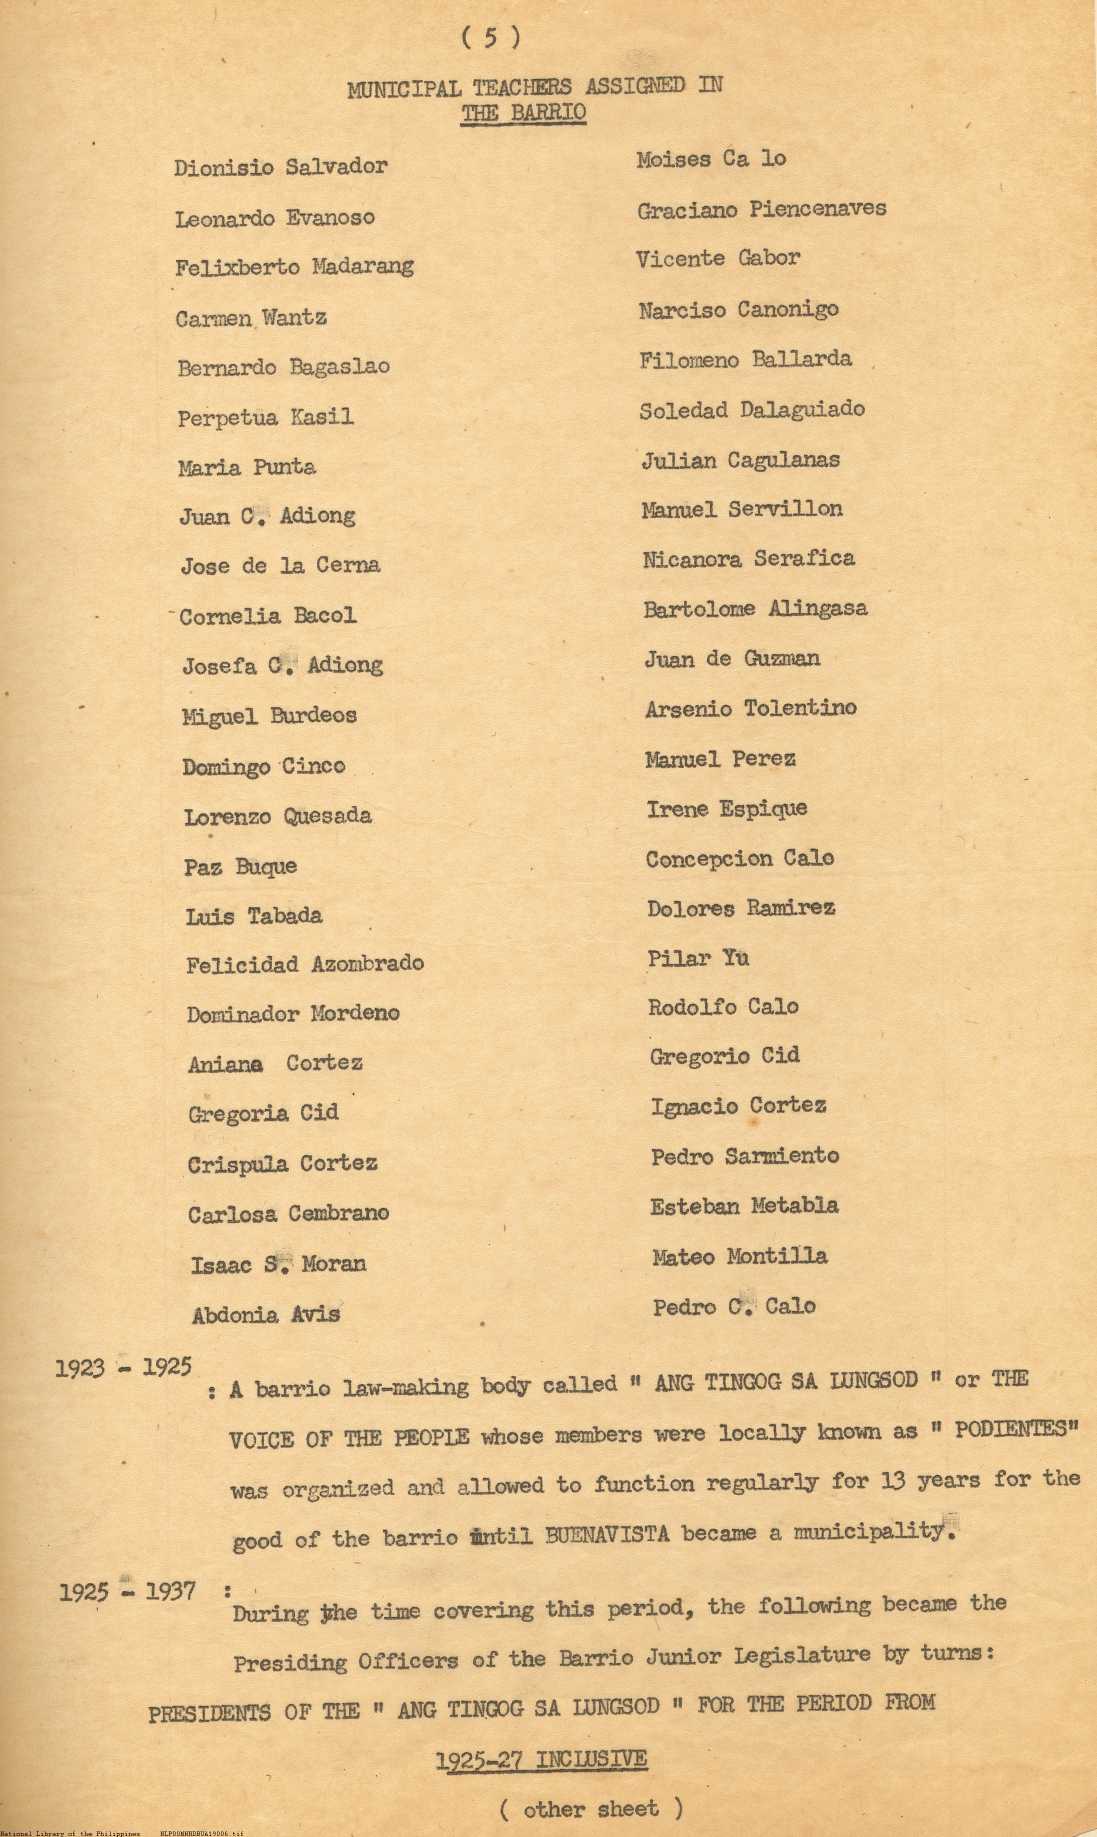 ( 5 )
MUNICIPAL TEACHERS ASSIGNED IN
THE BARRIO
Dionisio Salvador
Leonardo Evanoso
Felixberto Madarang
Carmen Wantz
Bernardo Bagaslao
Perpetua Kasil
Maria Punta
Juan C. Adiong
Jose de la Cerna
Cornelia Bacol
Josefa C. Adiong
Miguel Burdeos
Domingo Cinco
Lorenzo Quesada
Paz Buque
Luis Tabada
Felicidad Azombrado
Dominador Mordeno
Aniana Cortez
Gregoria Cid
Crispula Cortez
Carlosa Cembrano
Isaac S. Moran
Abdonia Avis
Moises Ca lo
Graciano Piencenaves
Vicente Gabor
Narciso Canonigo
Filomeno Ballarda
Soledad Dalaguiado
Julian Cagulanas
Manuel Servillon
Nicanora Serafica
Bartolome Alingasa
Juan de Guzman
Arsenio Tolentino
Manuel Perez
Irene Espique
Concepcion Calo
Dolores Ramirez
Pilar Yu
Rodolfo Calo
Gregorio Cid
Ignacio Cortez
Pedro Sarmiento
Esteban Metabla
Mateo Montilla
Pedro C. Calo
1923 - 1925
: A barrio law-making body called " ANG TINGOG SA LUNGSOD " or THE
VOICE OF THE PEOPLE whose members were locally known as " PODIENTES"
was organized and allowed to function regularly for 13 years for the
good of the barrio until BUENAVISTA became a municipality.
1925 - 1937 :
During the time covering this period, the following became the
Presiding Officers of the Barrio Junior Legislature by turns:
PRESIDENTS OF THE " ANG TINGOG SA LUNGSOD " FOR THE PERIOD FROM
1925-27 INCLUSIVE
( other sheet )
National Library of the Philippines